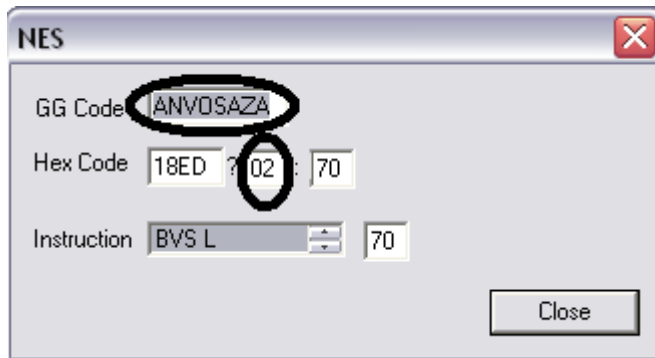 NES
GG Code ANVOSAZA
Hex Code 18ED ? 02 : 70
Instruction BVS L 70
Close